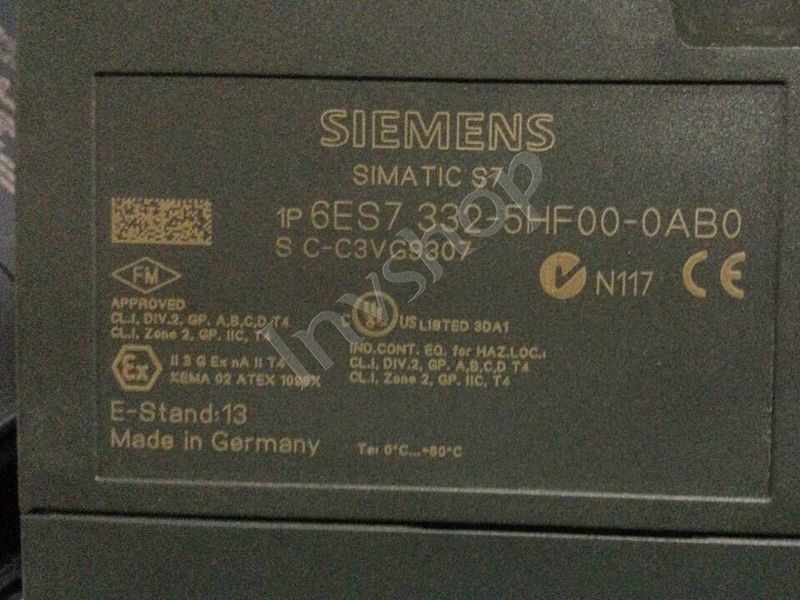 SIEMENS
SIMATIC S7
1P 6ES7 332-5HF00-0AB0
S C-C3VG9307
N117 CE
FM
APPROVED
CL.I, DIV.2, GP. A,B,C,D T4
CL.I, Zone 2, GP. IIC, T4
C UL US LISTED 3DA1
IND.CONT. EQ. for HAZ.LOC.:
CL.I, DIV.2, GP. A,B,C,D T4
CL.I, Zone 2, GP. IIC, T4
Ex II 3 G Ex nA II T4
KEMA 02 ATEX
E-Stand:13
Made in Germany
Ta: 0°C...+60°C
Invshop